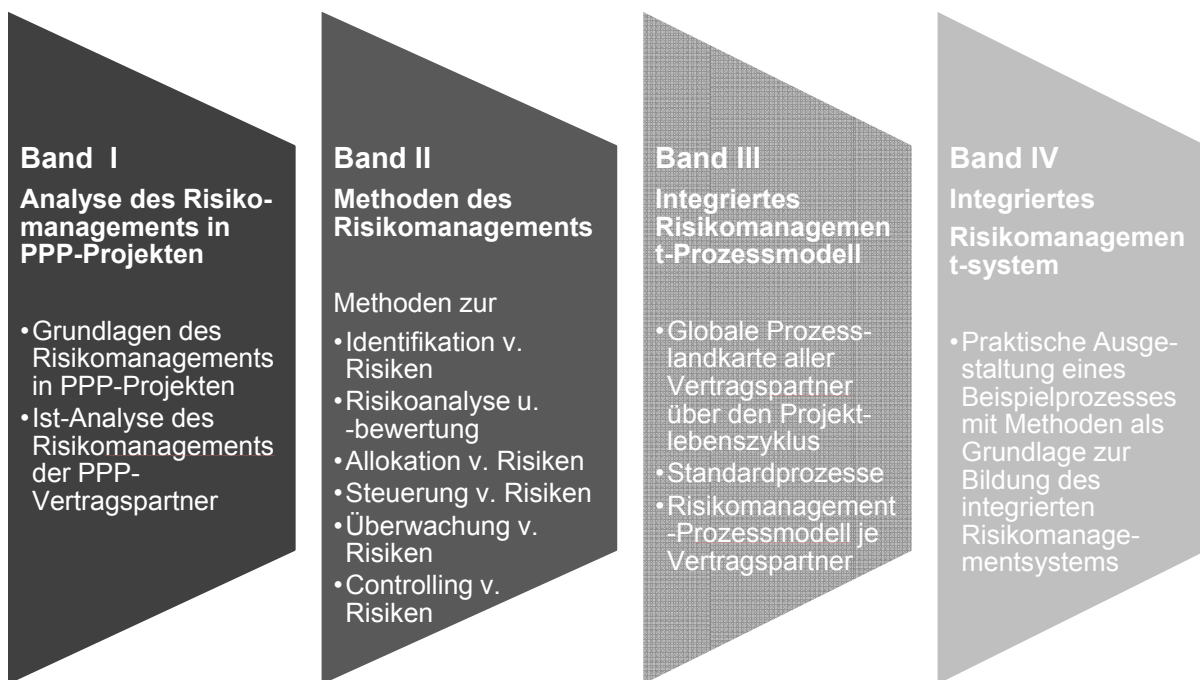 Band I
Analyse des Risiko-
managements in
PPP-Projekten
•Grundlagen des
Risikomanagements
in PPP-Projekten
•Ist-Analyse des
Risikomanagements
der PPP-
Vertragspartner
Band II
Methoden des
Risikomanagements
Methoden zur
•Identifikation v.
Risiken
•Risikoanalyse u.
-bewertung
•Allokation v. Risiken
•Steuerung v. Risiken
•Überwachung v.
Risiken
•Controlling v.
Risiken
Band III
Integriertes
Risikomanagemen
t-Prozessmodell
•Globale Prozess-
landkarte aller
Vertragspartner
über den Projekt-
lebenszyklus
•Standardprozesse
•Risikomanagement
-Prozessmodell je
Vertragspartner
Band IV
Integriertes
Risikomanagemen
t-system
•Praktische Ausge-
staltung eines
Beispielprozesses
mit Methoden als
Grundlage zur
Bildung des
integrierten
Risikomanage-
mentsystems